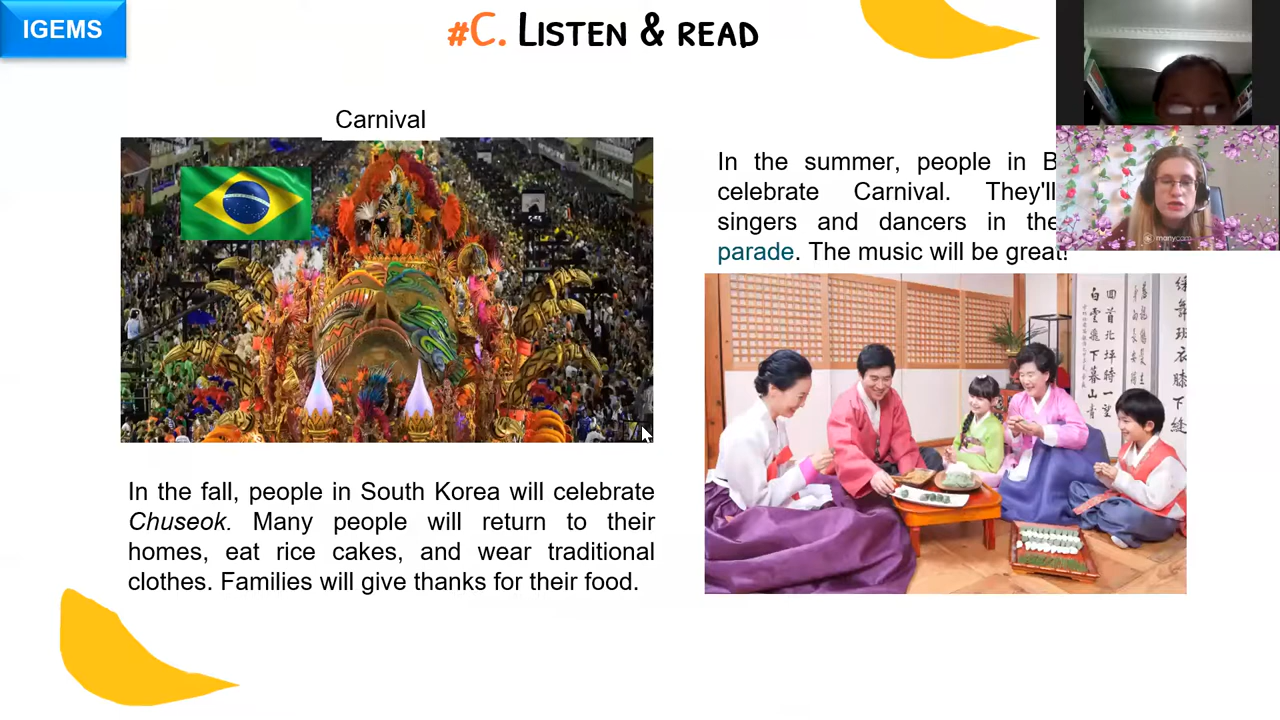 IGEMS
#C. LISTEN & READ
Carnival
In the summer, people in B
celebrate Carnival. They'll
singers and dancers in the
parade. The music will be great!
In the fall, people in South Korea will celebrate
Chuseok. Many people will return to their
homes, eat rice cakes, and wear traditional
clothes. Families will give thanks for their food.
manycam